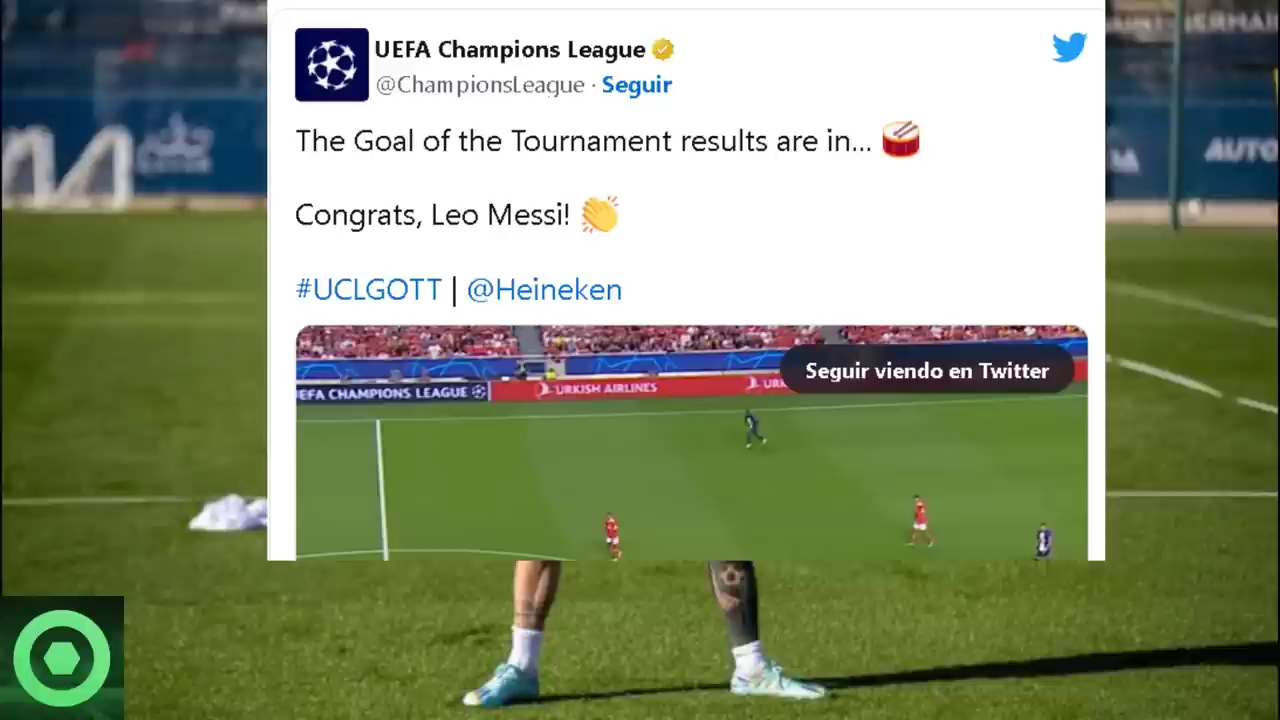 UEFA Champions League
@ChampionsLeague · Seguir
The Goal of the Tournament results are in... 🥁
Congrats, Leo Messi! 👏
#UCLGOTT | @Heineken
Seguir viendo en Twitter
UEFA CHAMPIONS LEAGUE
TURKISH AIRLINES
AUTO